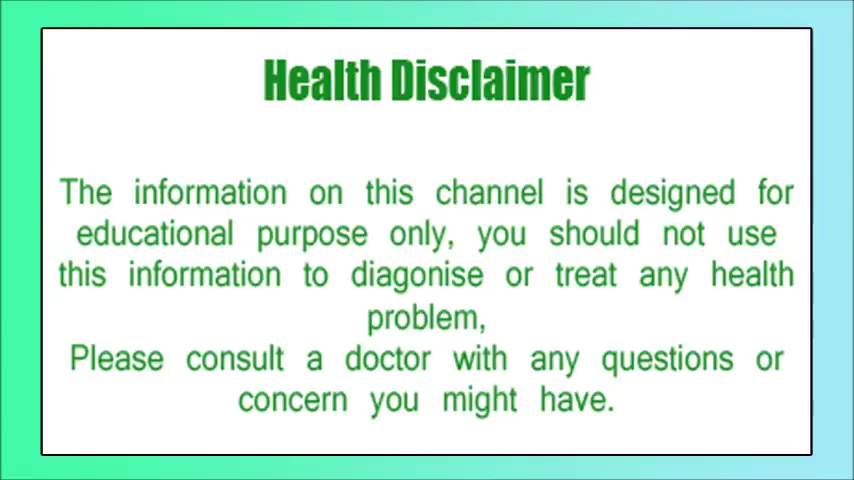 Health Disclaimer
The information on this channel is designed for
educational purpose only, you should not use
this information to diagonise or treat any health
problem,
Please consult a doctor with any questions or
concern you might have.